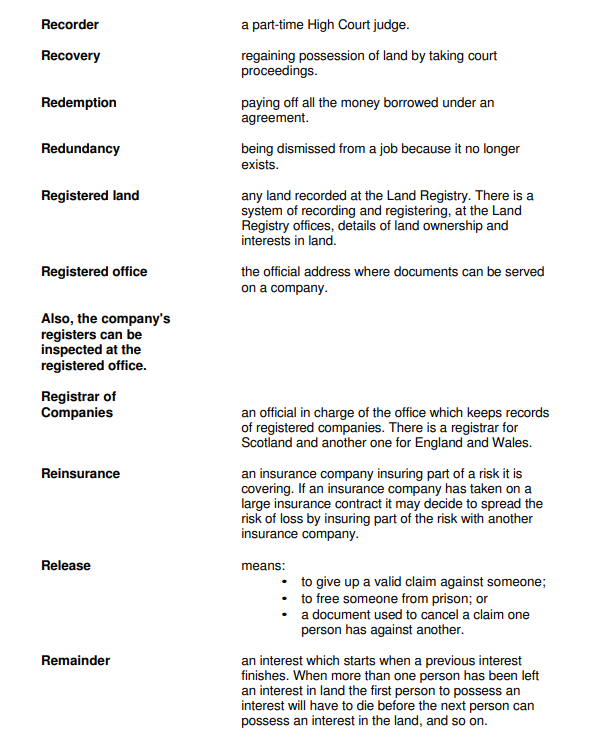 Recorder a part-time High Court judge.
Recovery regaining possession of land by taking court
proceedings.
Redemption paying off all the money borrowed under an
agreement.
Redundancy being dismissed from a job because it no longer
exists.
Registered land any land recorded at the Land Registry. There is a
system of recording and registering, at the Land
Registry offices, details of land ownership and
interests in land.
Registered office the official address where documents can be served
on a company.
Also, the company's
registers can be
inspected at the
registered office.
Registrar of
Companies an official in charge of the office which keeps records
of registered companies. There is a registrar for
Scotland and another one for England and Wales.
Reinsurance an insurance company insuring part of a risk it is
covering. If an insurance company has taken on a
large insurance contract it may decide to spread the
risk of loss by insuring part of the risk with another
insurance company.
Release means:
• to give up a valid claim against someone;
• to free someone from prison; or
• a document used to cancel a claim one
person has against another.
Remainder an interest which starts when a previous interest
finishes. When more than one person has been left
an interest in land the first person to possess an
interest will have to die before the next person can
possess an interest in the land, and so on.